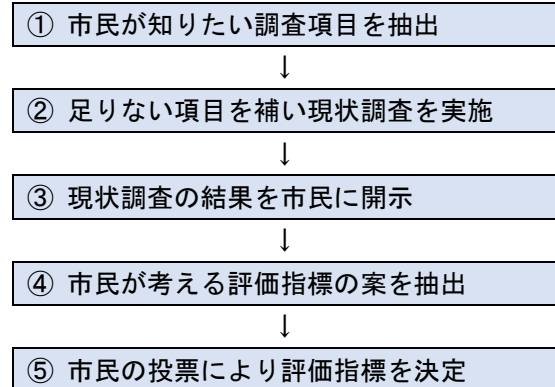 ① 市民が知りたい調査項目を抽出
↓
② 足りない項目を補い現状調査を実施
↓
③ 現状調査の結果を市民に開示
↓
④ 市民が考える評価指標の案を抽出
↓
⑤ 市民の投票により評価指標を決定